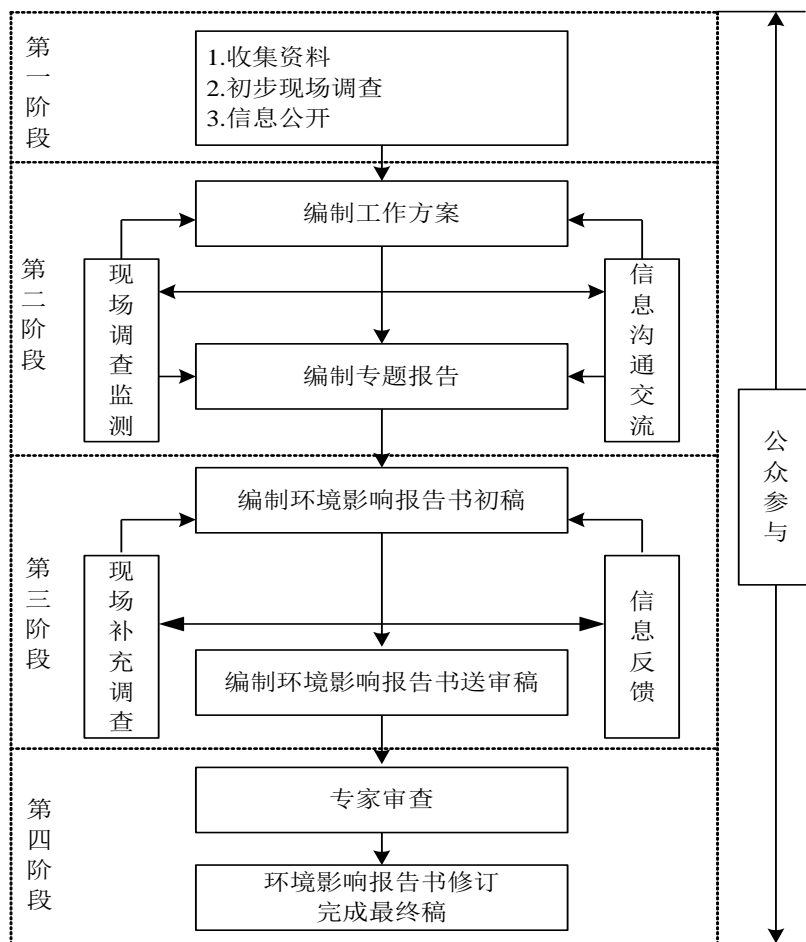 第一阶段
1.收集资料
2.初步现场调查
3.信息公开
第二阶段
编制工作方案
现场调查监测
信息沟通交流
编制专题报告
公众参与
第三阶段
编制环境影响报告书初稿
现场补充调查
信息反馈
编制环境影响报告书送审稿
第四阶段
专家审查
环境影响报告书修订
完成最终稿